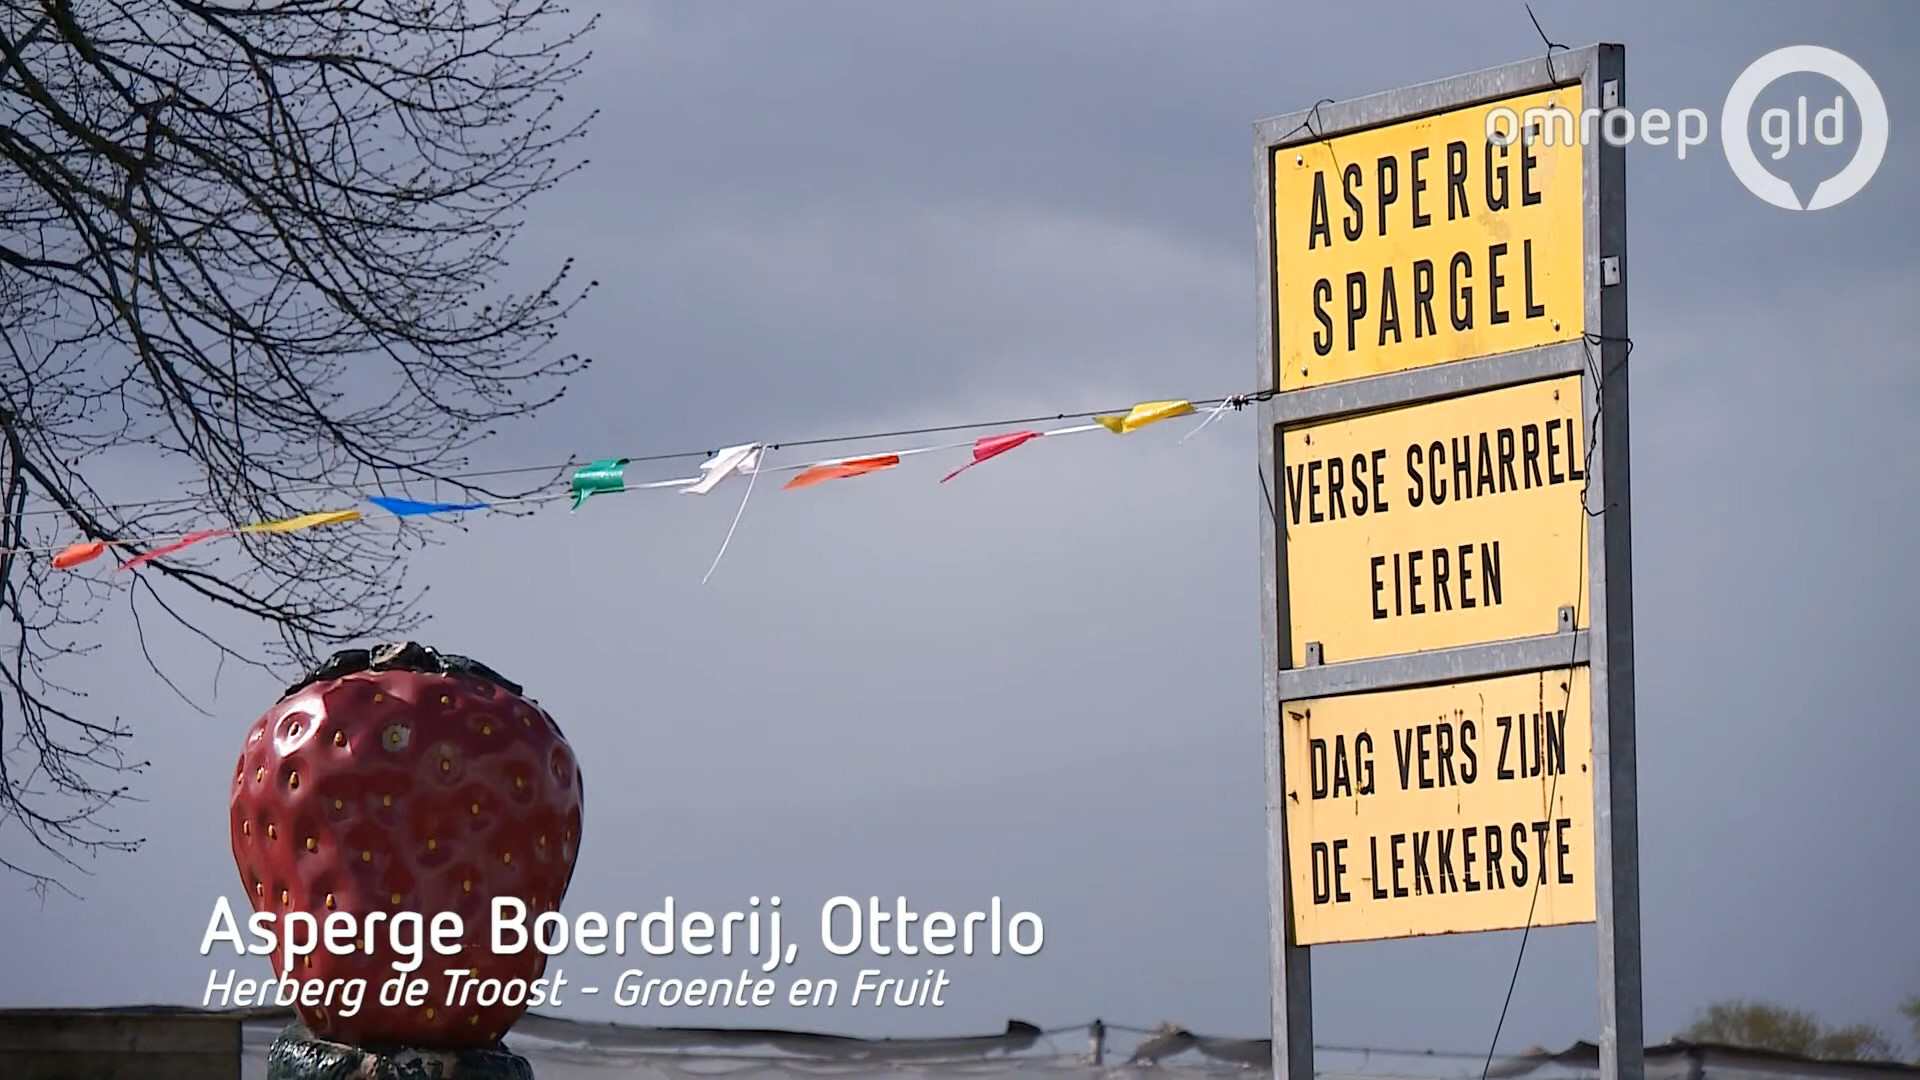 omroep gld
ASPERGE
SPARGEL
VERSE SCHARREL
EIEREN
DAG VERS ZIJN
DE LEKKERSTE
Asperge Boerderij, Otterlo
Herberg de Troost - Groente en Fruit